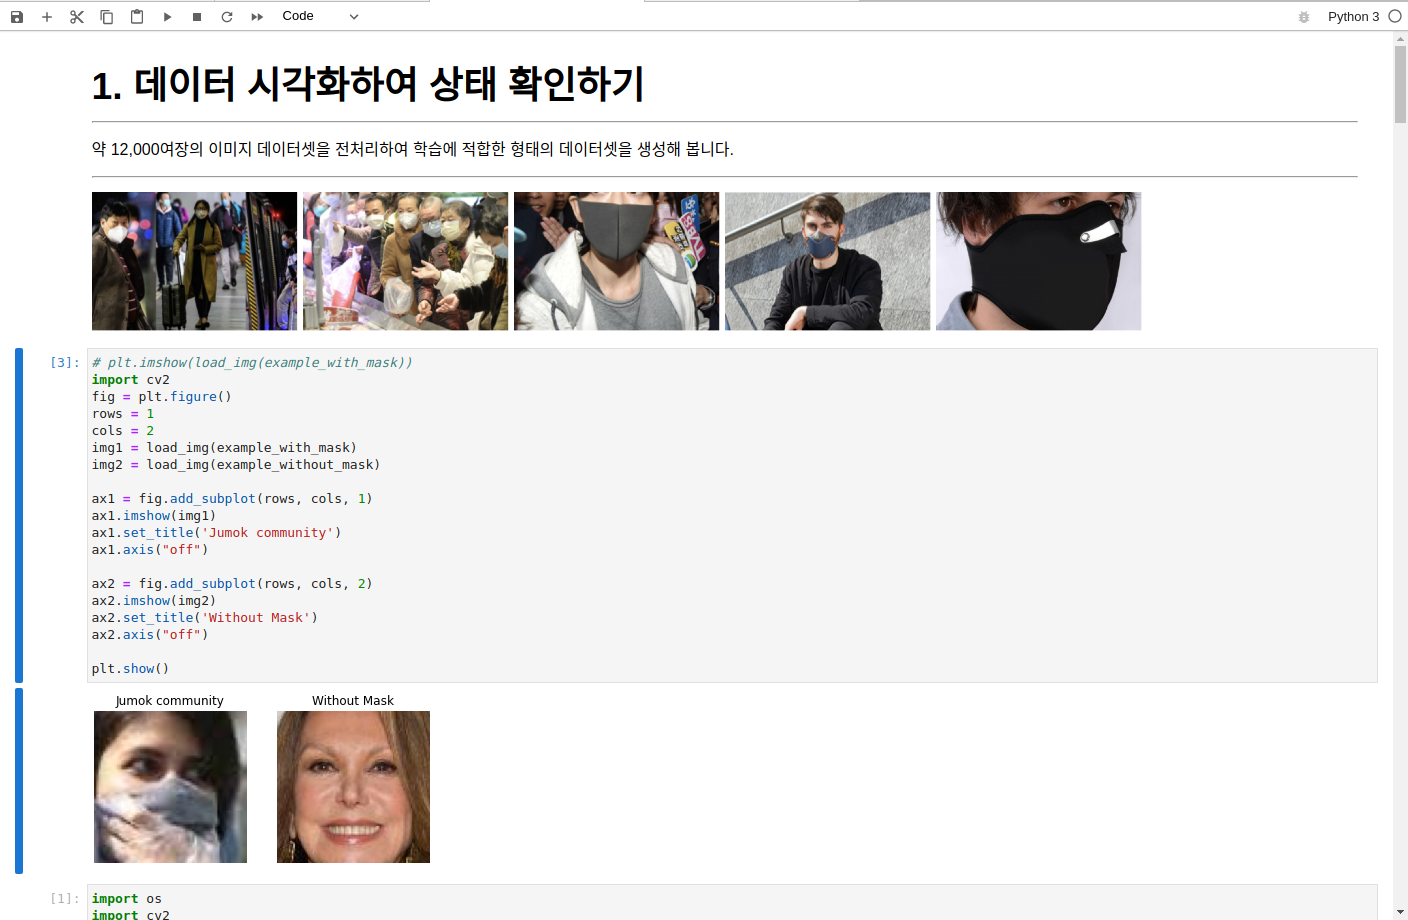 Code
Python 3
1. 데이터 시각화하여 상태 확인하기
약 12,000여장의 이미지 데이터셋을 전처리하여 학습에 적합한 형태의 데이터셋을 생성해 봅니다.
[3]:
# plt.imshow(load_img(example_with_mask))
import cv2
fig = plt.figure()
rows = 1
cols = 2
img1 = load_img(example_with_mask)
img2 = load_img(example_without_mask)
ax1 = fig.add_subplot(rows, cols, 1)
ax1.imshow(img1)
ax1.set_title('Jumok community')
ax1.axis("off")
ax2 = fig.add_subplot(rows, cols, 2)
ax2.imshow(img2)
ax2.set_title('Without Mask')
ax2.axis("off")
plt.show()
Jumok community
Without Mask
[1]:
import os
import cv2